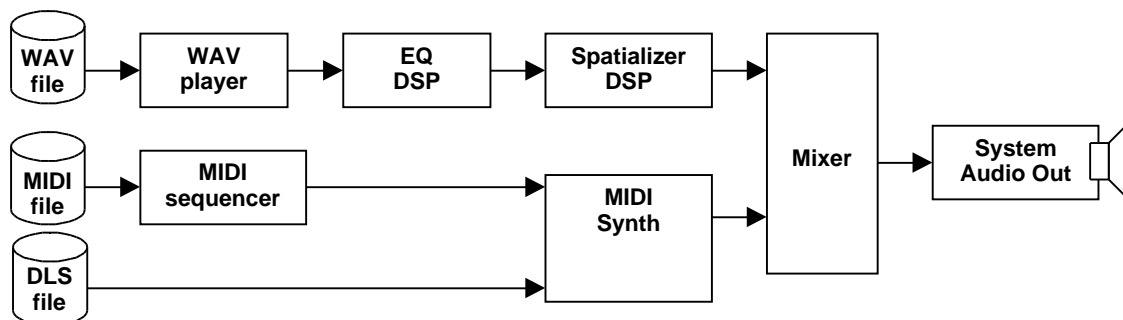 WAV
file
WAV
player
EQ
DSP
Spatializer
DSP
Mixer
System
Audio Out
MIDI
file
MIDI
sequencer
MIDI
Synth
DLS
file